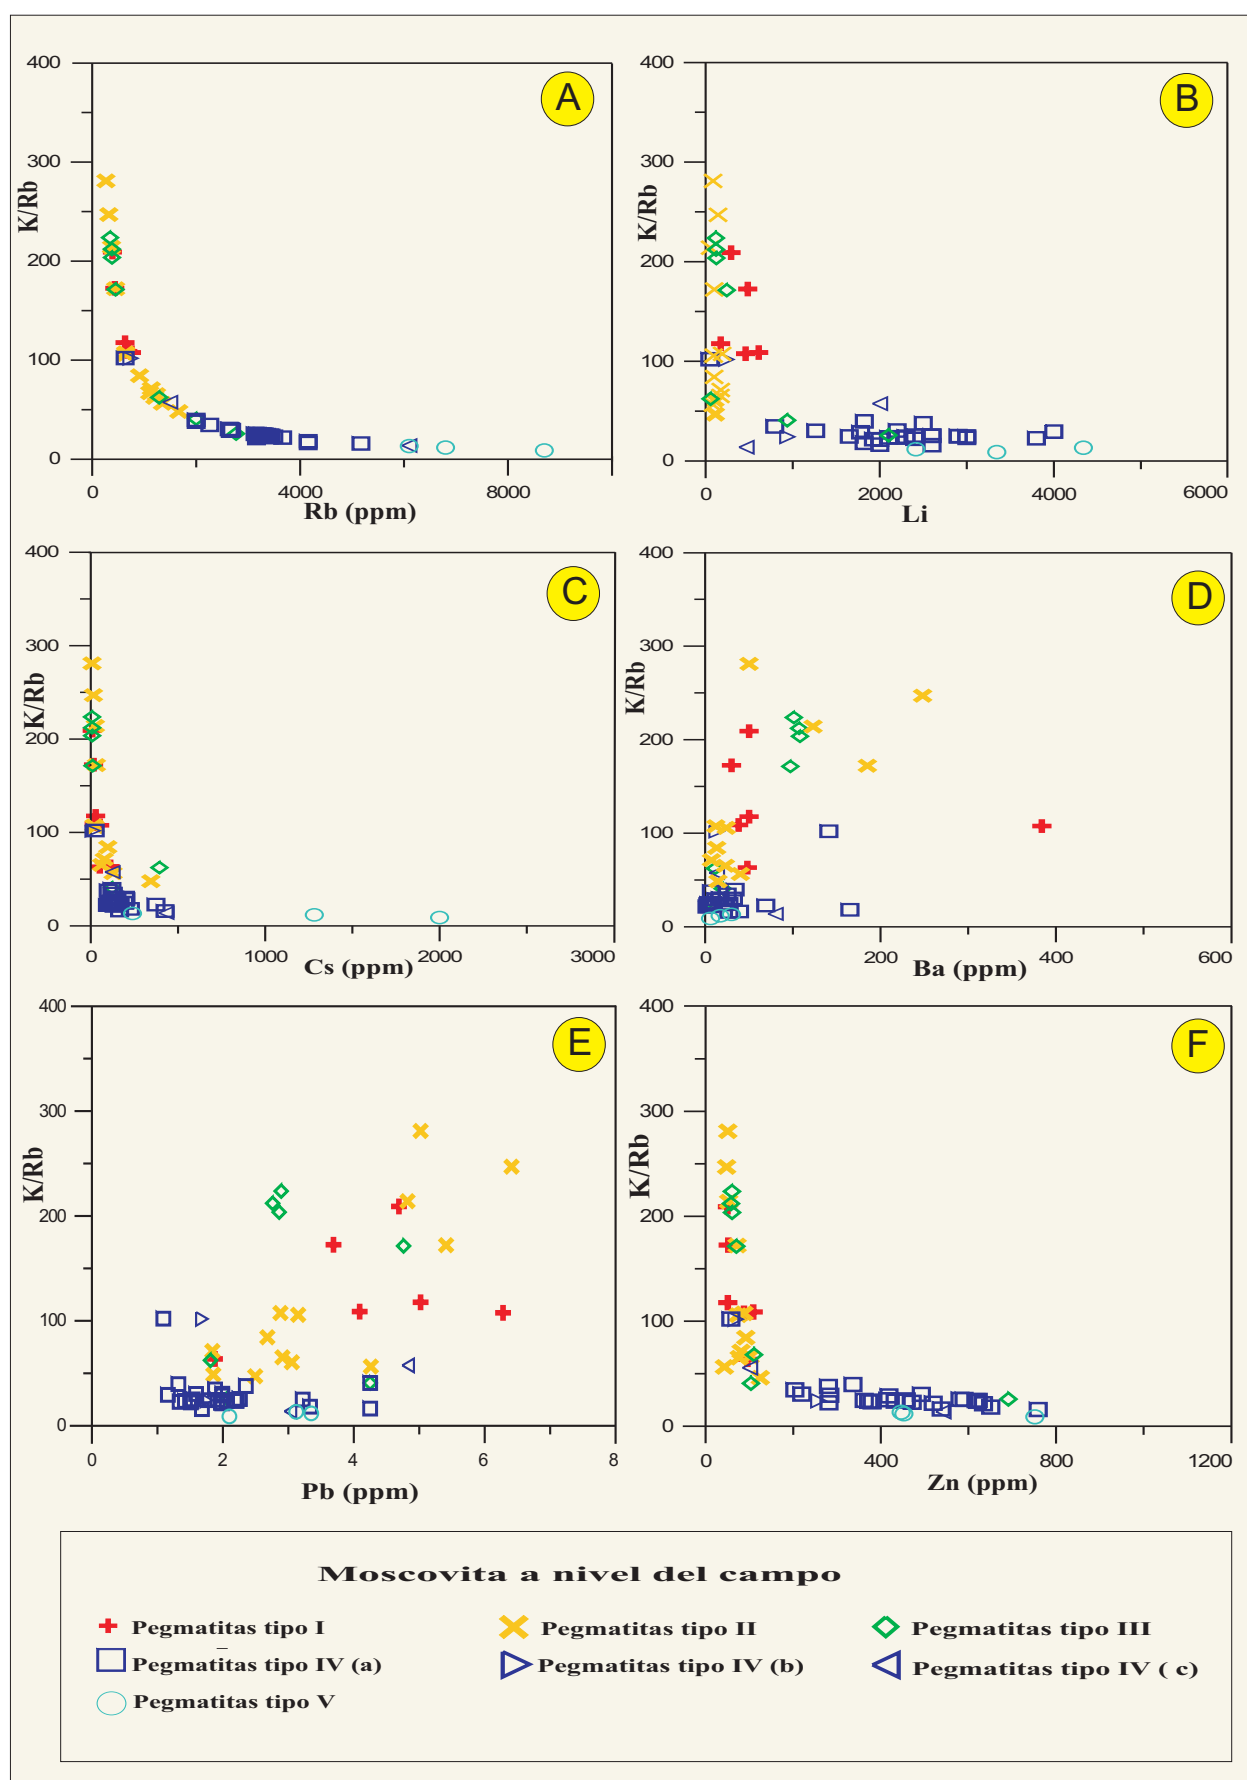 A
400
300
200
100
0
K/Rb
0
4000
8000
Rb (ppm)
B
400
300
200
100
0
K/Rb
0
2000
4000
6000
Li
C
400
300
200
100
0
K/Rb
0
1000
2000
3000
Cs (ppm)
D
400
300
200
100
0
K/Rb
0
200
400
600
Ba (ppm)
E
400
300
200
100
0
K/Rb
0
2
4
6
8
Pb (ppm)
F
400
300
200
100
0
K/Rb
0
400
800
1200
Zn (ppm)
Moscovita a nivel del campo
Pegmatitas tipo I
Pegmatitas tipo II
Pegmatitas tipo III
Pegmatitas tipo IV (a)
Pegmatitas tipo IV (b)
Pegmatitas tipo IV ( c)
Pegmatitas tipo V